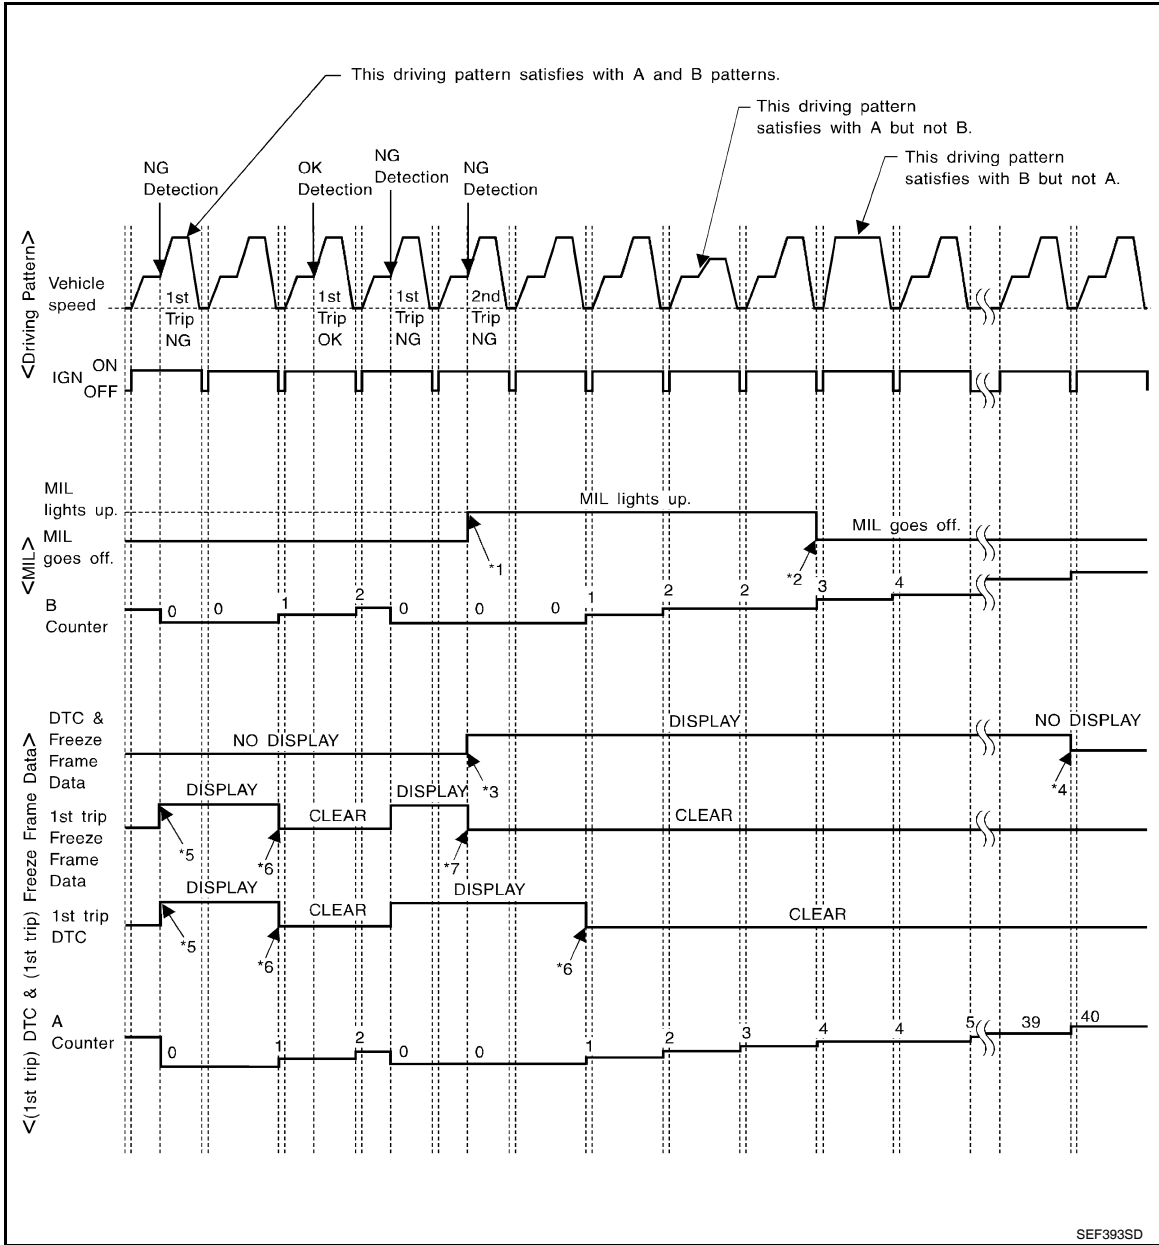 This driving pattern satisfies with A and B patterns.
This driving pattern
satisfies with A but not B.
This driving pattern
satisfies with B but not A.
NG
Detection
OK
Detection
NG
Detection
NG
Detection
<Driving Pattern>
Vehicle
speed
1st
Trip
NG
1st
Trip
OK
1st
Trip
NG
2nd
Trip
NG
IGN
ON
OFF
<MIL>
MIL
lights up.
MIL lights up.
MIL
goes off.
MIL goes off.
*1
*2
B
Counter
0 0 1 2 0 0 0 1 2 2 3 4
<(1st trip) DTC & (1st trip) Freeze Frame Data>
DTC &
Freeze
Frame
Data
NO DISPLAY
DISPLAY
NO DISPLAY
*3
*4
1st trip
Freeze
Frame
Data
DISPLAY
CLEAR
DISPLAY
CLEAR
*5
*6
*7
1st trip
DTC
DISPLAY
CLEAR
DISPLAY
CLEAR
*5
*6
*6
A
Counter
0 1 2 0 0 1 2 3 4 4 5 39 40
SEF393SD